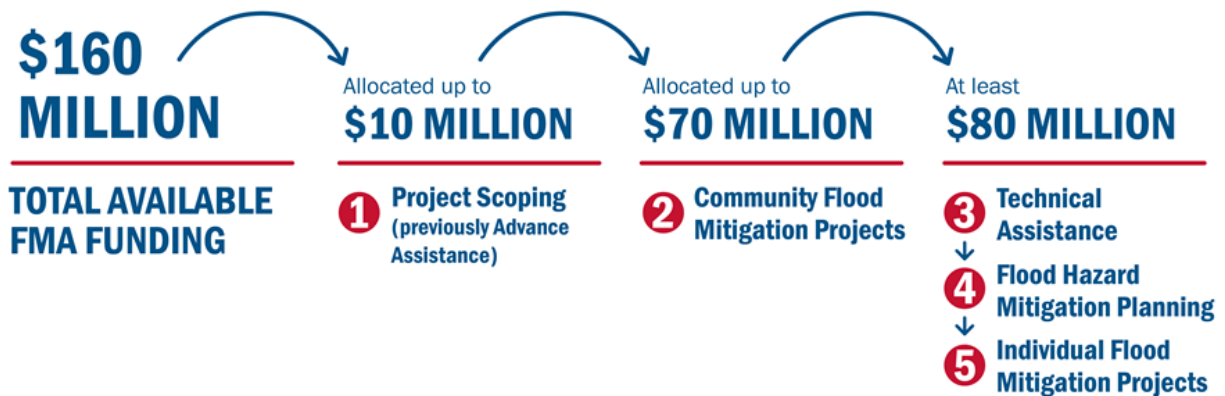 $160
MILLION
TOTAL AVAILABLE
FMA FUNDING
Allocated up to
$10 MILLION
1 Project Scoping
(previously Advance
Assistance)
Allocated up to
$70 MILLION
2 Community Flood
Mitigation Projects
At least
$80 MILLION
3 Technical
Assistance
4 Flood Hazard
Mitigation Planning
5 Individual Flood
Mitigation Projects